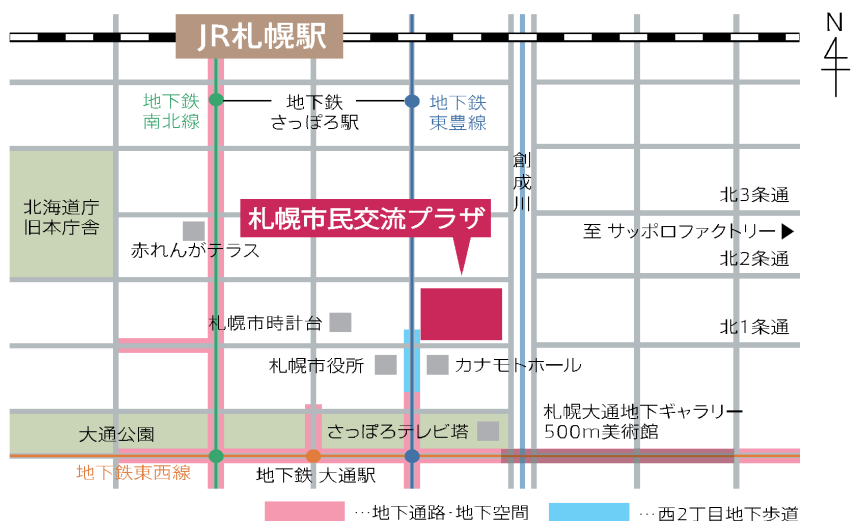 JR札幌駅
N
地下鉄
南北線
地下鉄
さっぽろ駅
地下鉄
東豊線
創成川
北海道庁
旧本庁舎
赤れんがテラス
札幌市民交流プラザ
北3条通
至 サッポロファクトリー ▶
北2条通
札幌市時計台
北1条通
札幌市役所
カナモトホール
大通公園
さっぽろテレビ塔
札幌大通地下ギャラリー
500m美術館
地下鉄東西線
地下鉄 大通駅
…地下通路・地下空間
…西2丁目地下歩道